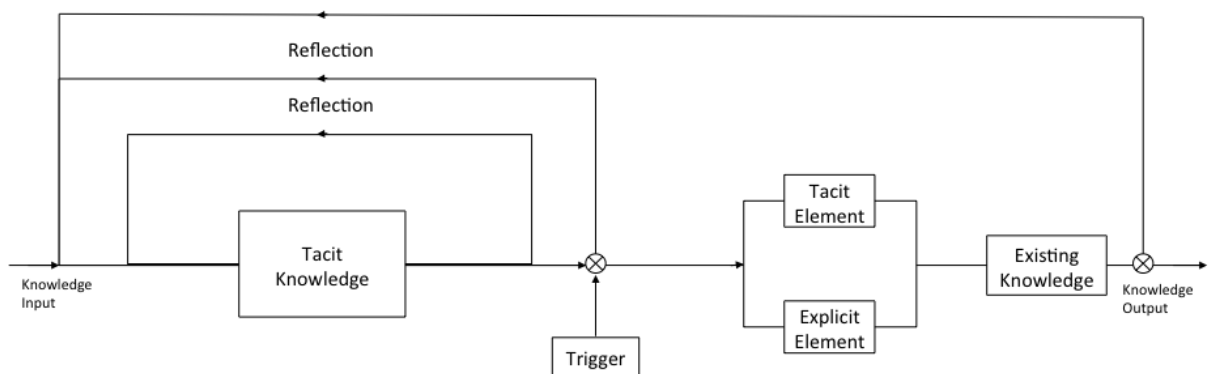 Reflection
Reflection
Tacit
Knowledge
Knowledge
Input
Trigger
Tacit
Element
Explicit
Element
Existing
Knowledge
Knowledge
Output